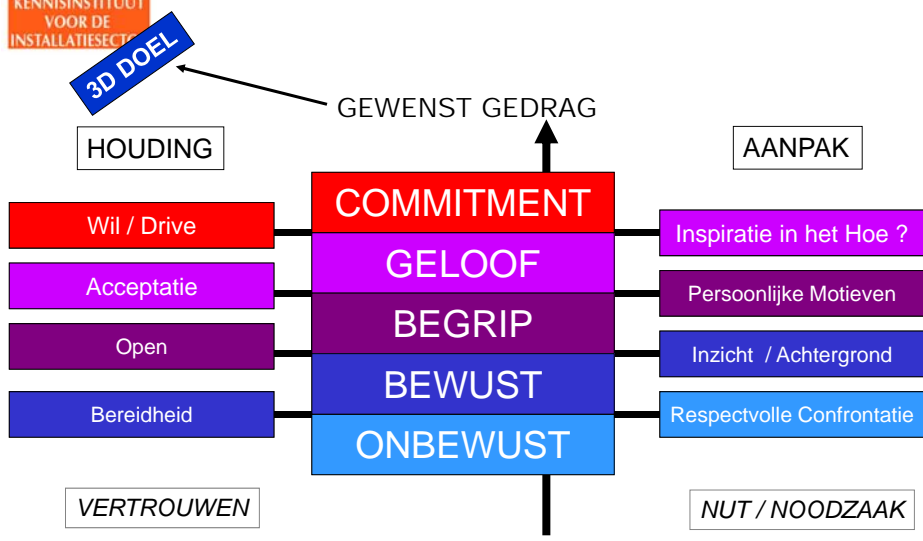 KENNISINSTITUUT
VOOR DE
INSTALLATIESECTO
3D DOEL
GEWENST GEDRAG
HOUDING
AANPAK
COMMITMENT
GELOOF
BEGRIP
BEWUST
ONBEWUST
Wil / Drive
Acceptatie
Open
Bereidheid
Inspiratie in het Hoe ?
Persoonlijke Motieven
Inzicht / Achtergrond
Respectvolle Confrontatie
VERTROUWEN
NUT / NOODZAAK